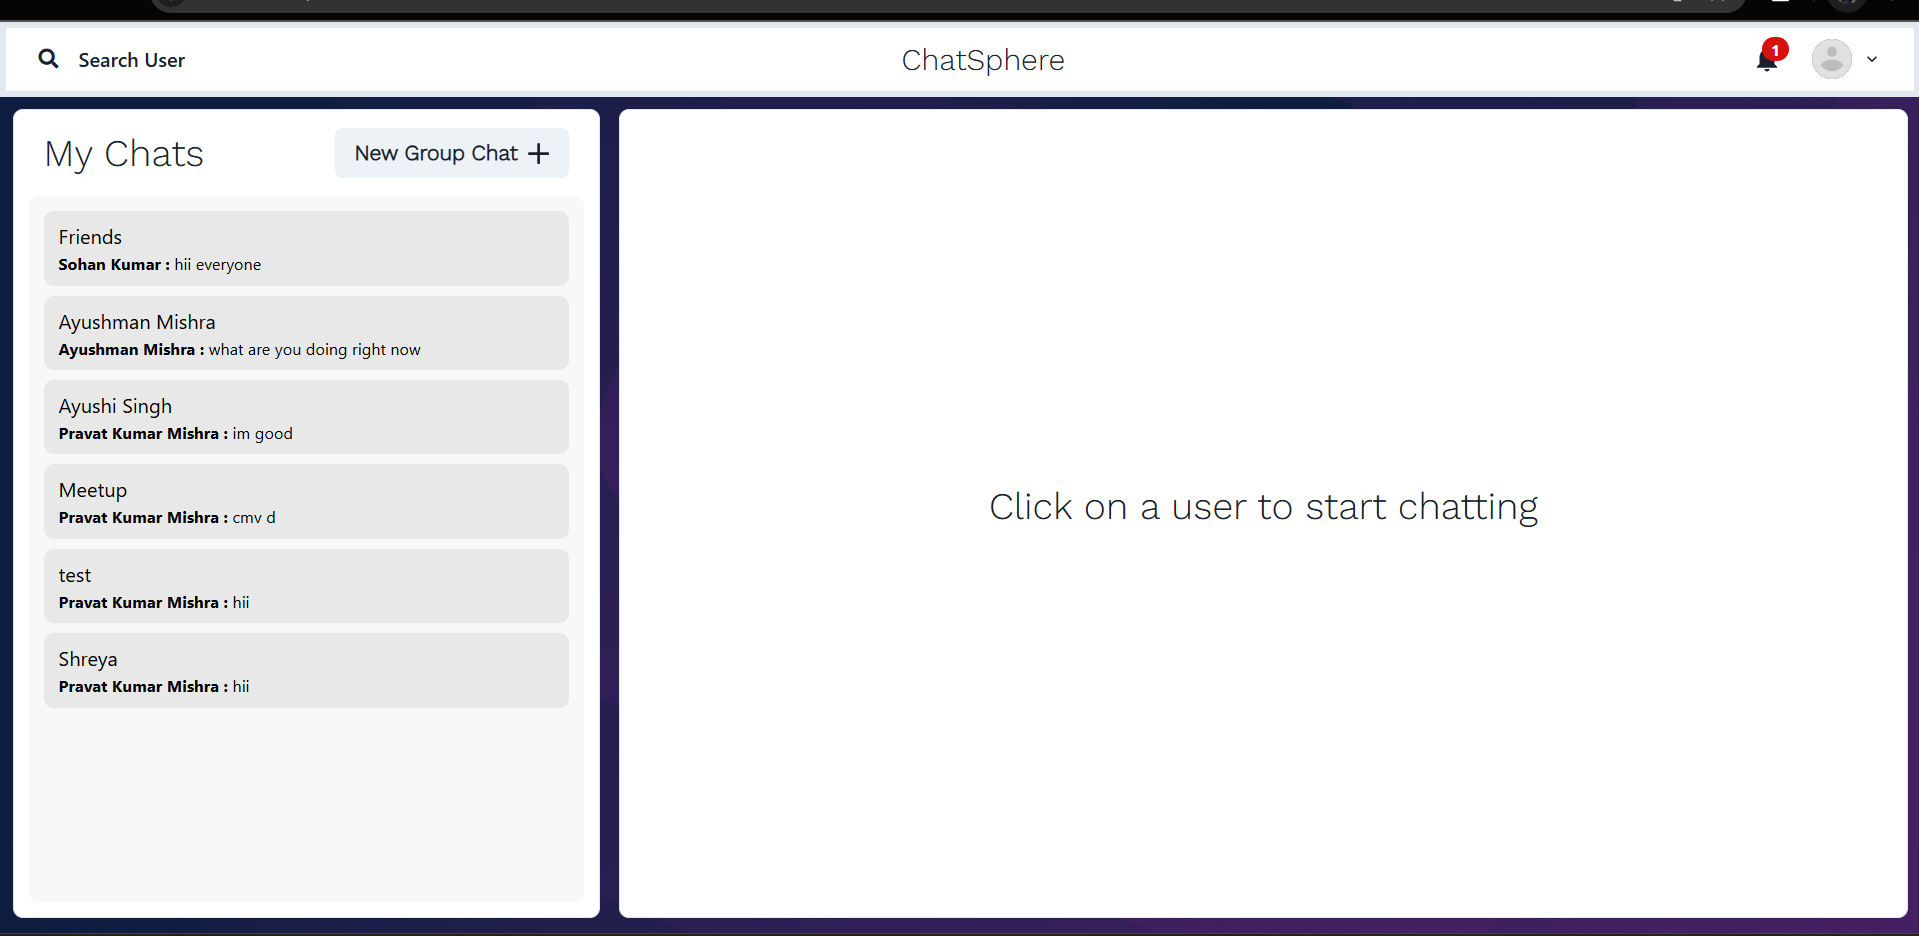 Search User
ChatSphere
1
My Chats
New Group Chat
Friends
Sohan Kumar : hii everyone
Ayushman Mishra
Ayushman Mishra : what are you doing right now
Ayushi Singh
Pravat Kumar Mishra : im good
Meetup
Pravat Kumar Mishra : cmv d
test
Pravat Kumar Mishra : hii
Shreya
Pravat Kumar Mishra : hii
Click on a user to start chatting